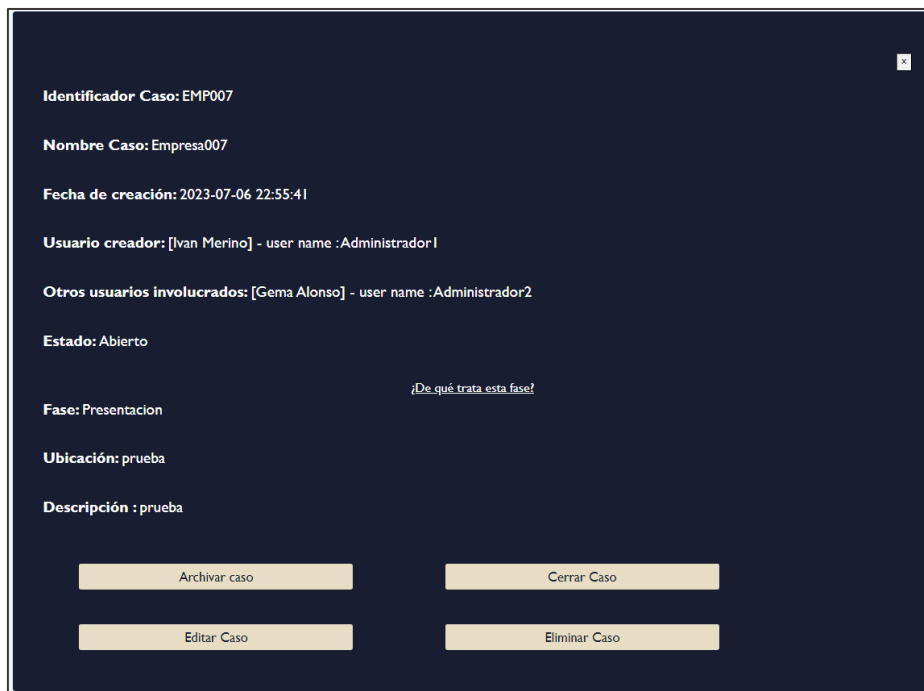 ×
Identificador Caso: EMP007
Nombre Caso: Empresa007
Fecha de creación: 2023-07-06 22:55:41
Usuario creador: [Ivan Merino] - user name :Administrador1
Otros usuarios involucrados: [Gema Alonso] - user name :Administrador2
Estado: Abierto
¿De qué trata esta fase?
Fase: Presentacion
Ubicación: prueba
Descripción : prueba
Archivar caso
Cerrar Caso
Editar Caso
Eliminar Caso